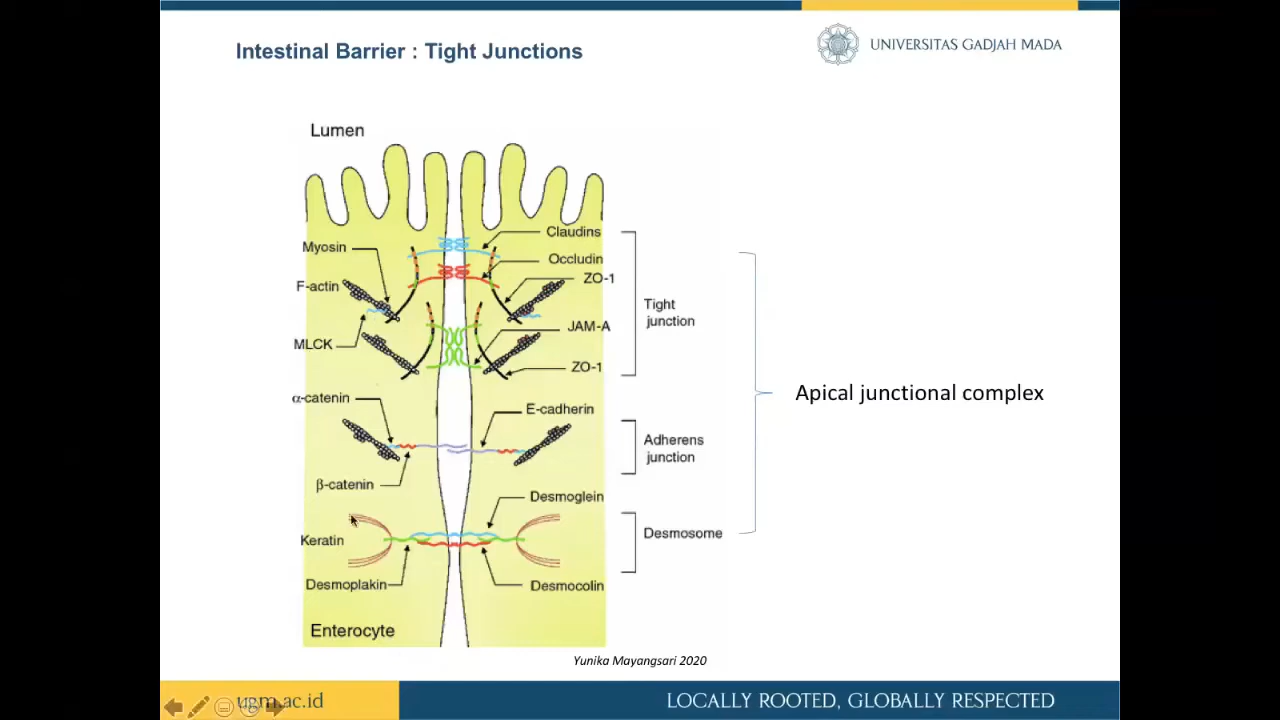 Intestinal Barrier : Tight Junctions
UNIVERSITAS GADJAH MADA
Lumen
Myosin
F-actin
MLCK
α-catenin
β-catenin
Keratin
Desmoplakin
Enterocyte
Claudins
Occludin
ZO-1
JAM-A
ZO-1
E-cadherin
Desmoglein
Desmocolin
Tight
junction
Adherens
junction
Desmosome
Apical junctional complex
Yunika Mayangsari 2020
ugm.ac.id
LOCALLY ROOTED, GLOBALLY RESPECTED